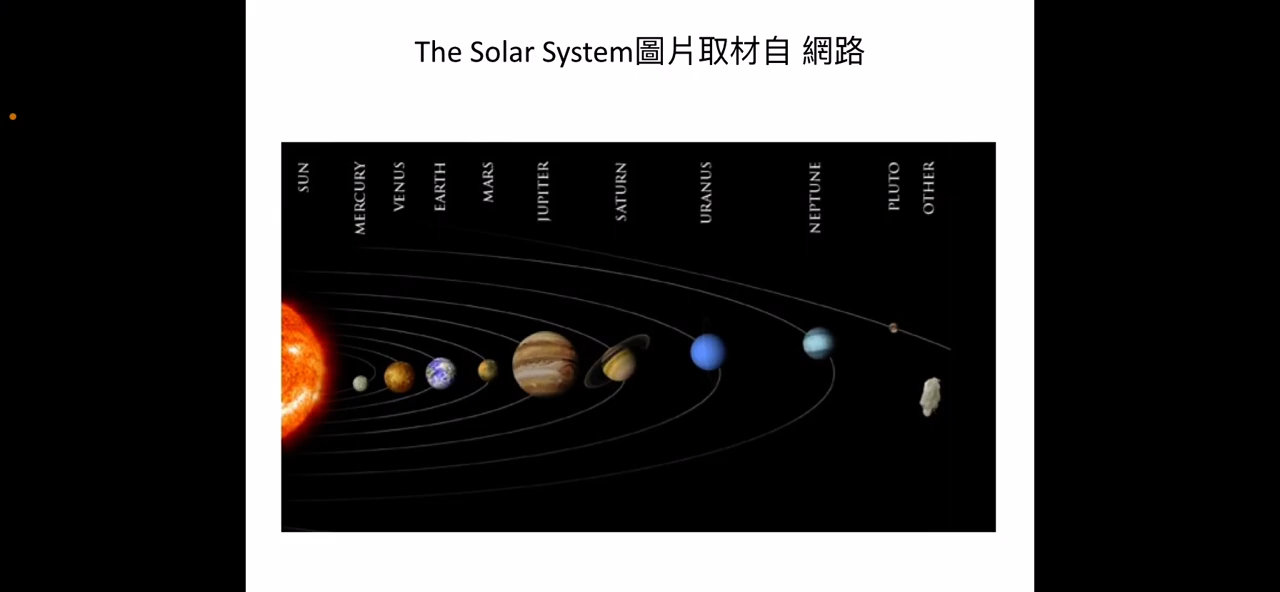 The Solar System圖片取材自 網路
SUN
MERCURY
VENUS
EARTH
MARS
JUPITER
SATURN
URANUS
NEPTUNE
PLUTO
OTHER